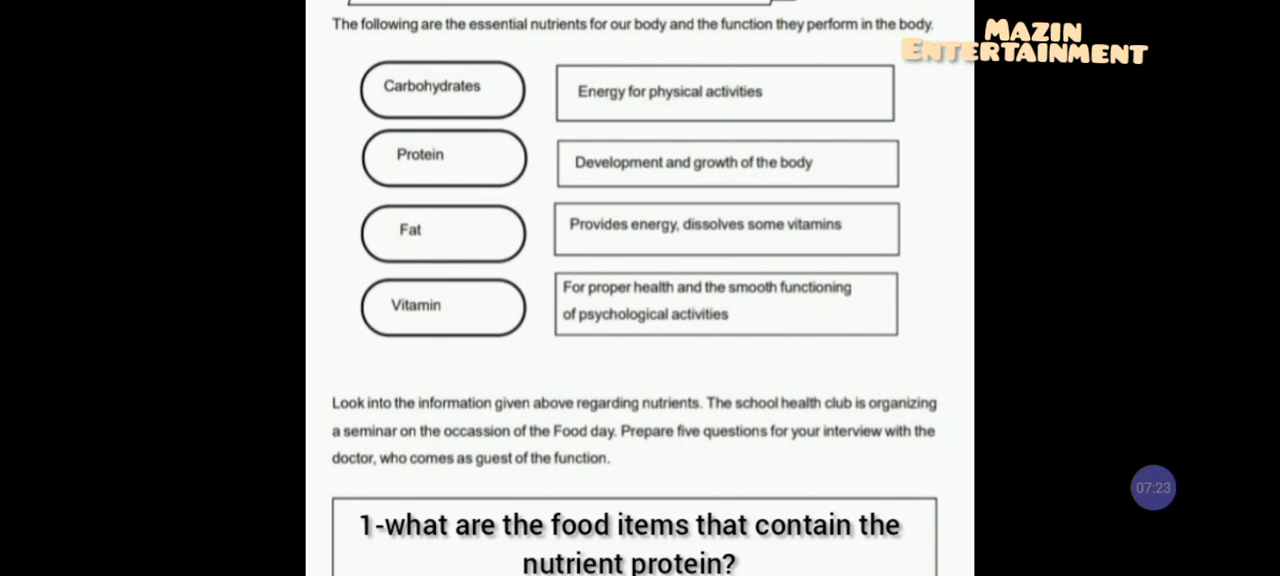 The following are the essential nutrients for our body and the function they perform in the body.
MAZIN
ENTERTAINMENT
Carbohydrates
Energy for physical activities
Protein
Development and growth of the body
Fat
Provides energy, dissolves some vitamins
Vitamin
For proper health and the smooth functioning
of psychological activities
Look into the information given above regarding nutrients. The school health club is organizing
a seminar on the occassion of the Food day. Prepare five questions for your interview with the
doctor, who comes as guest of the function.
07:23
1-what are the food items that contain the
nutrient protein?